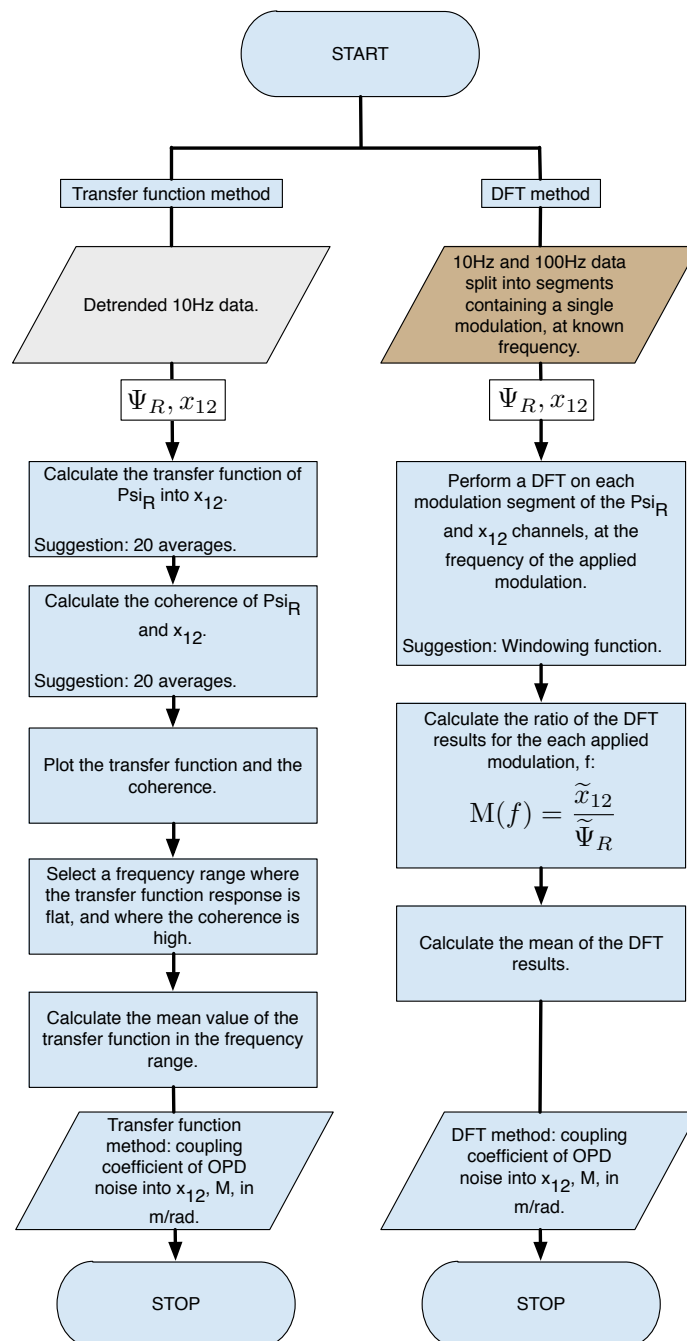 START
Transfer function method
Detrended 10Hz data.
Ψ_R, x_12
Calculate the transfer function of
Psi_R into x_12.
Suggestion: 20 averages.
Calculate the coherence of Psi_R
and x_12.
Suggestion: 20 averages.
Plot the transfer function and the
coherence.
Select a frequency range where
the transfer function response is
flat, and where the coherence is
high.
Calculate the mean value of the
transfer function in the frequency
range.
Transfer function
method: coupling
coefficient of OPD
noise into x_12, M, in
m/rad.
STOP
DFT method
10Hz and 100Hz data
split into segments
containing a single
modulation, at known
frequency.
Ψ_R, x_12
Perform a DFT on each
modulation segment of the Psi_R
and x_12 channels, at the
frequency of the applied
modulation.
Suggestion: Windowing function.
Calculate the ratio of the DFT
results for the each applied
modulation, f:
M(f) = x̃_12 / Ψ̃_R
Calculate the mean of the DFT
results.
DFT method: coupling
coefficient of OPD
noise into x_12, M, in
m/rad.
STOP